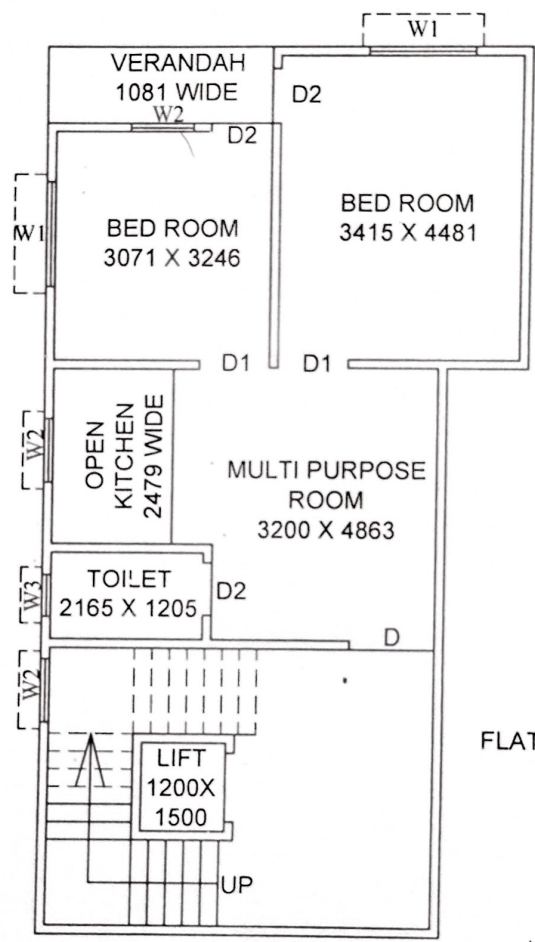 W1
VERANDAH
1081 WIDE
D2
W2
D2
W1
BED ROOM
3071 X 3246
BED ROOM
3415 X 4481
D1
D1
W2
OPEN
KITCHEN
2479 WIDE
MULTI PURPOSE
ROOM
3200 X 4863
W3
TOILET
2165 X 1205
D2
D
W2
LIFT
1200X
1500
FLAT
UP